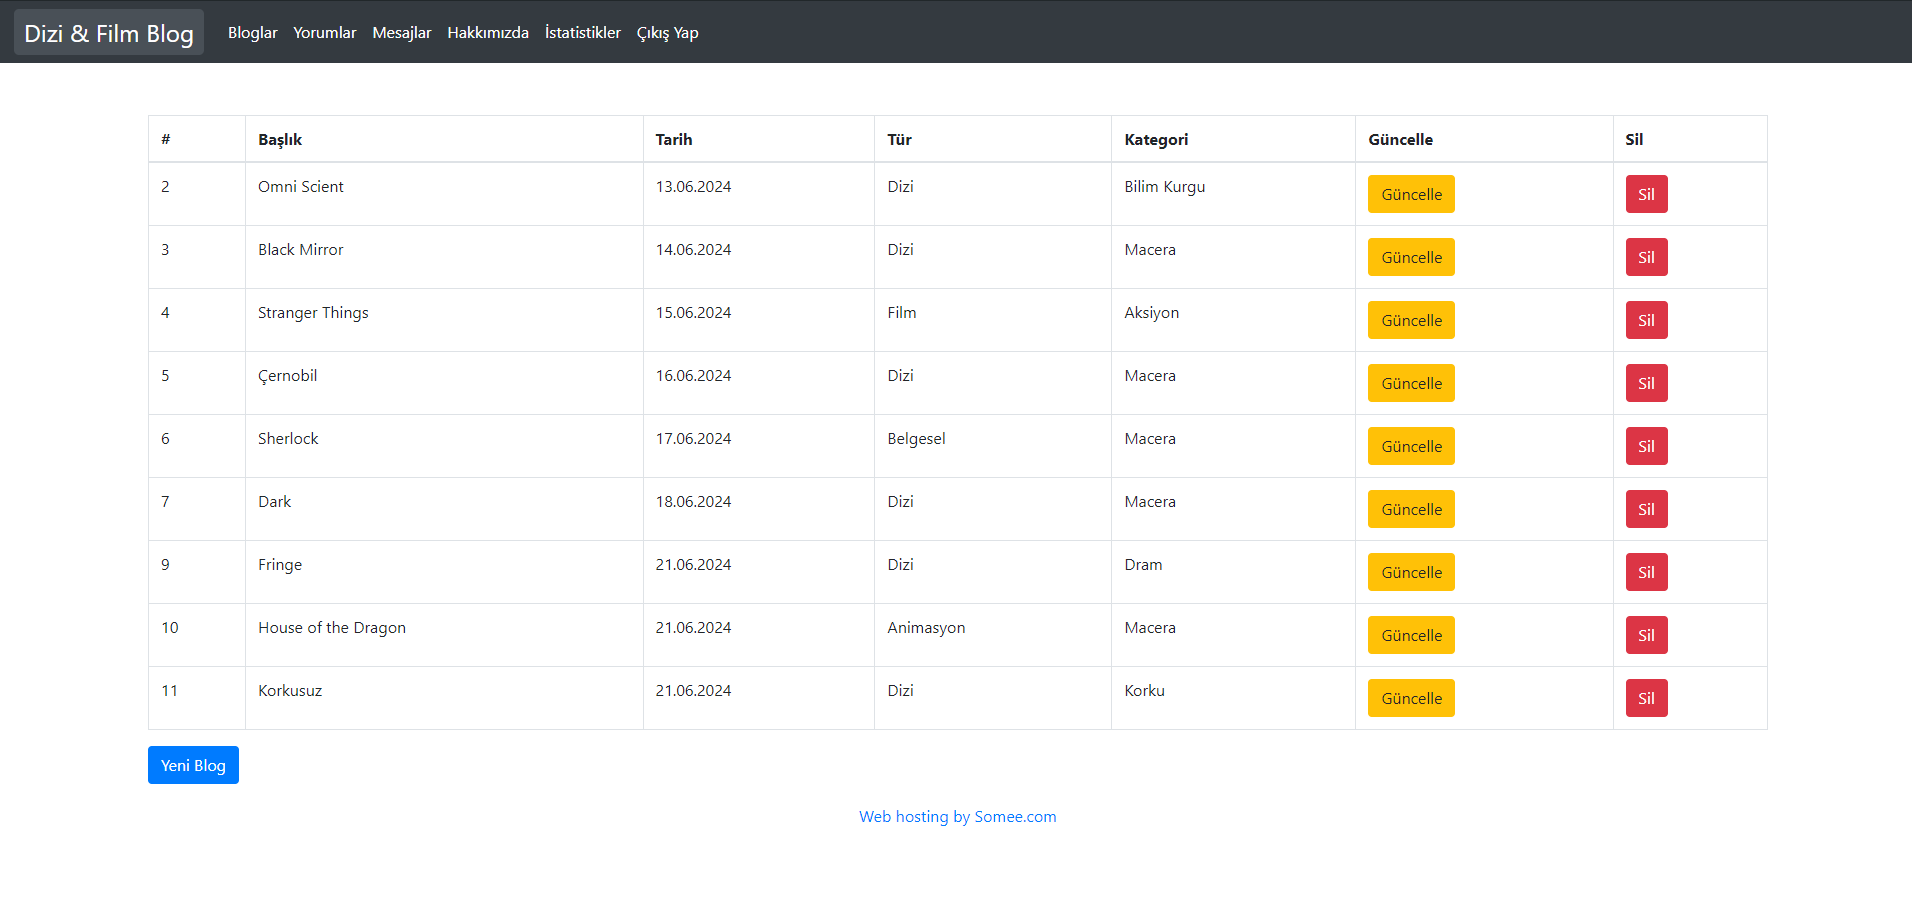 Dizi & Film Blog Bloglar Yorumlar Mesajlar Hakkımızda İstatistikler Çıkış Yap
# Başlık Tarih Tür Kategori Güncelle Sil
2 Omni Scient 13.06.2024 Dizi Bilim Kurgu Güncelle Sil
3 Black Mirror 14.06.2024 Dizi Macera Güncelle Sil
4 Stranger Things 15.06.2024 Film Aksiyon Güncelle Sil
5 Çernobil 16.06.2024 Dizi Macera Güncelle Sil
6 Sherlock 17.06.2024 Belgesel Macera Güncelle Sil
7 Dark 18.06.2024 Dizi Macera Güncelle Sil
9 Fringe 21.06.2024 Dizi Dram Güncelle Sil
10 House of the Dragon 21.06.2024 Animasyon Macera Güncelle Sil
11 Korkusuz 21.06.2024 Dizi Korku Güncelle Sil
Yeni Blog
Web hosting by Somee.com